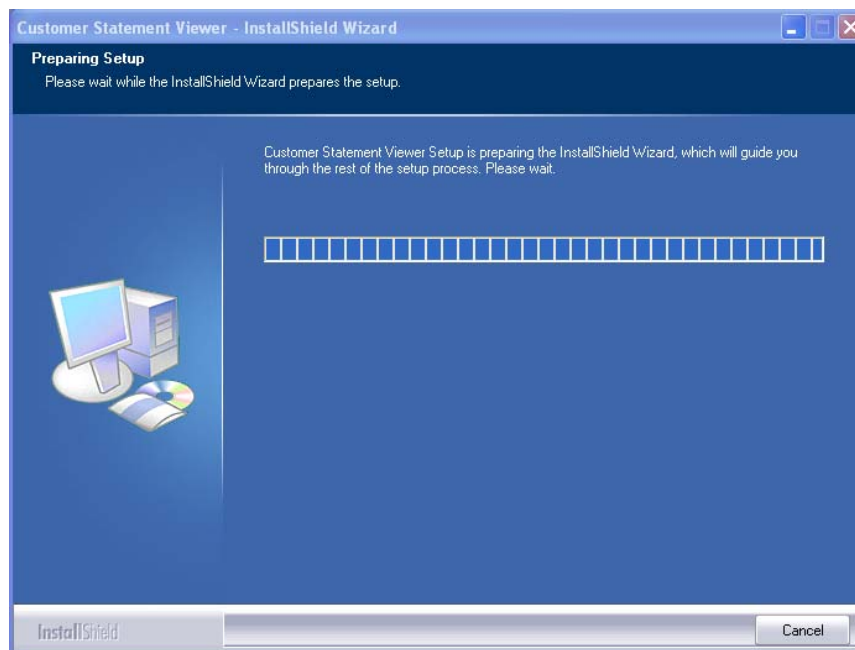 Customer Statement Viewer - InstallShield Wizard
Preparing Setup
Please wait while the InstallShield Wizard prepares the setup.
Customer Statement Viewer Setup is preparing the InstallShield Wizard, which will guide you
through the rest of the setup process. Please wait.
InstallShield
Cancel